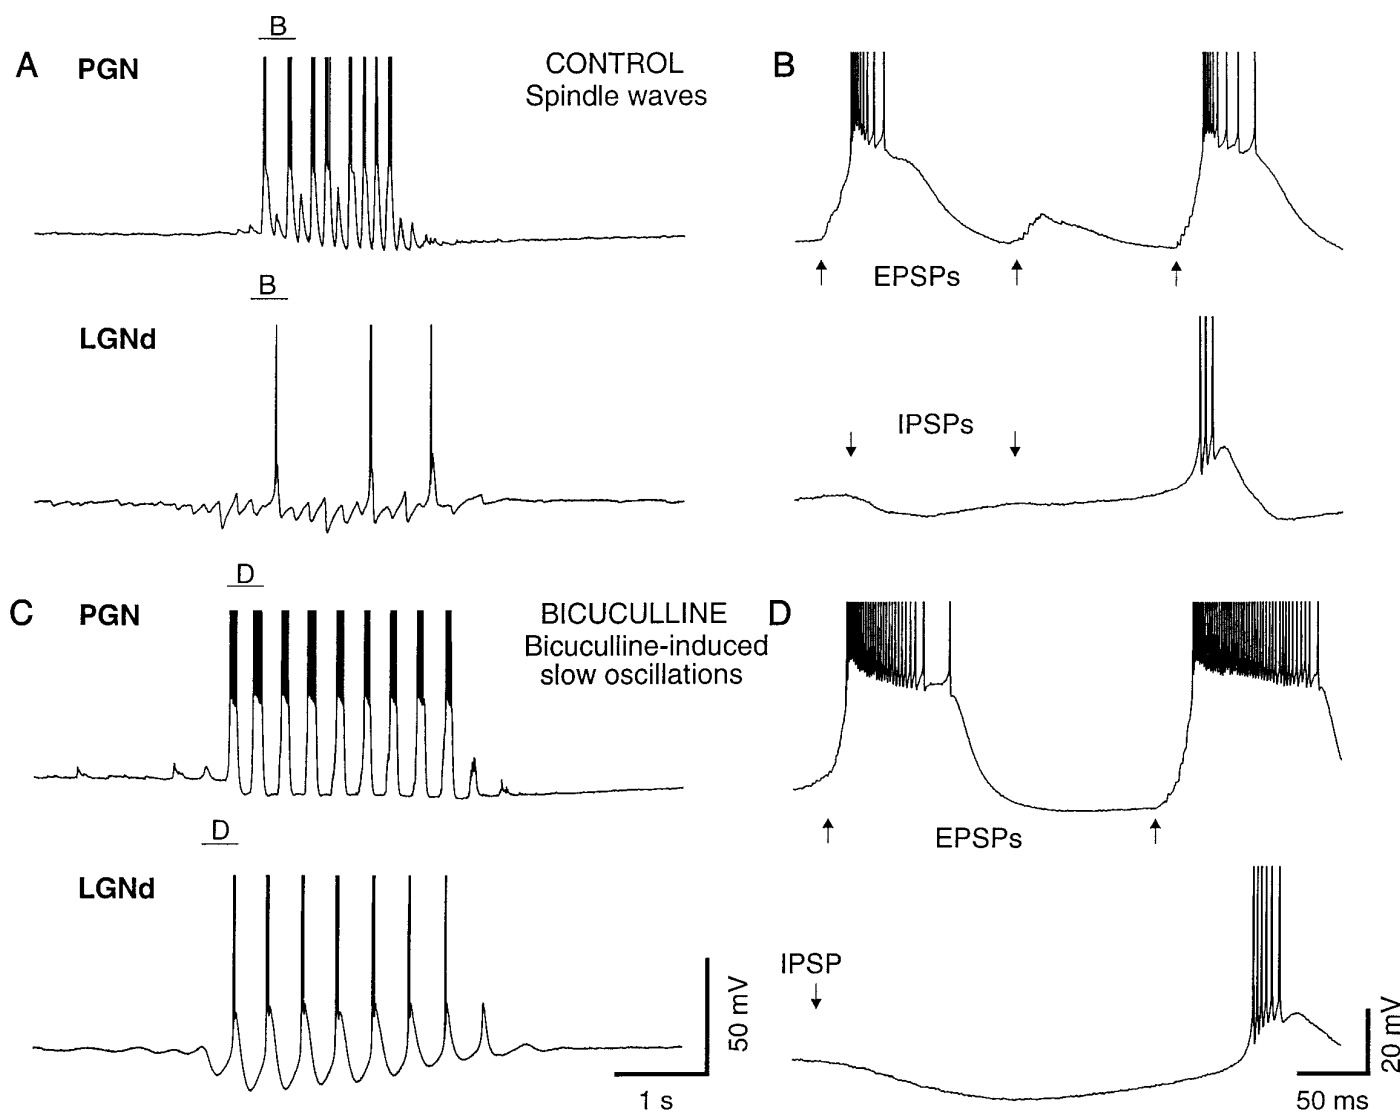 B
A PGN CONTROL B
Spindle waves
EPSPs
B
LGNd
IPSPs
D
C PGN BICUCULLINE D
Bicuculline-induced
slow oscillations
EPSPs
D
LGNd
IPSP
50 mV
20 mV
1 s
50 ms